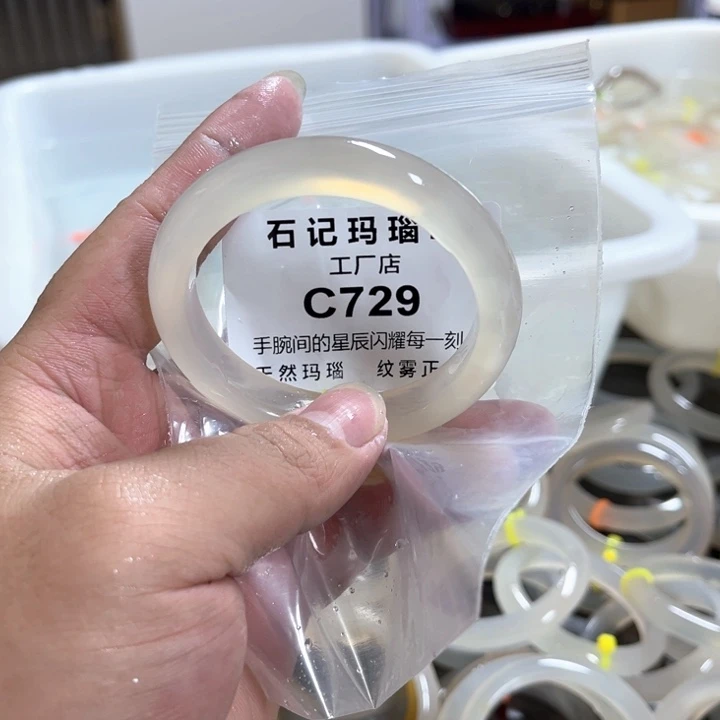 石记玛瑙
工厂店
C729
手腕间的星辰闪耀每一刻
天然玛瑙 纹雾正